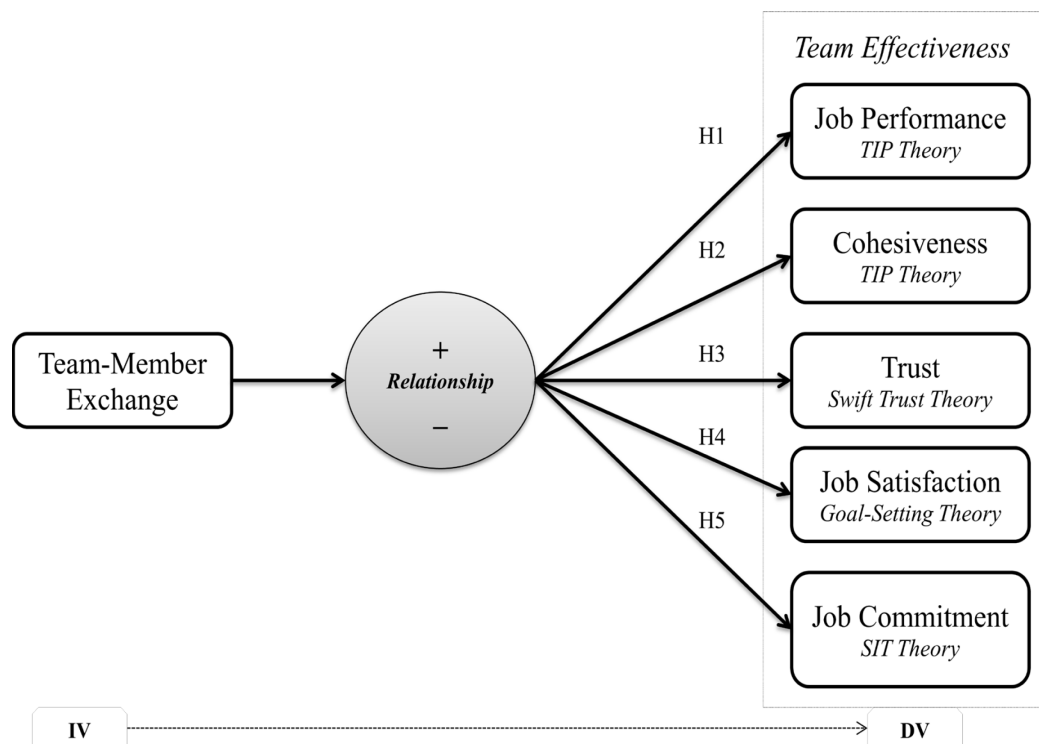 Team Effectiveness
Job Performance
TIP Theory
H1
Cohesiveness
TIP Theory
H2
Team-Member
Exchange
+
Relationship
−
H3
Trust
Swift Trust Theory
H4
Job Satisfaction
Goal-Setting Theory
H5
Job Commitment
SIT Theory
IV
DV